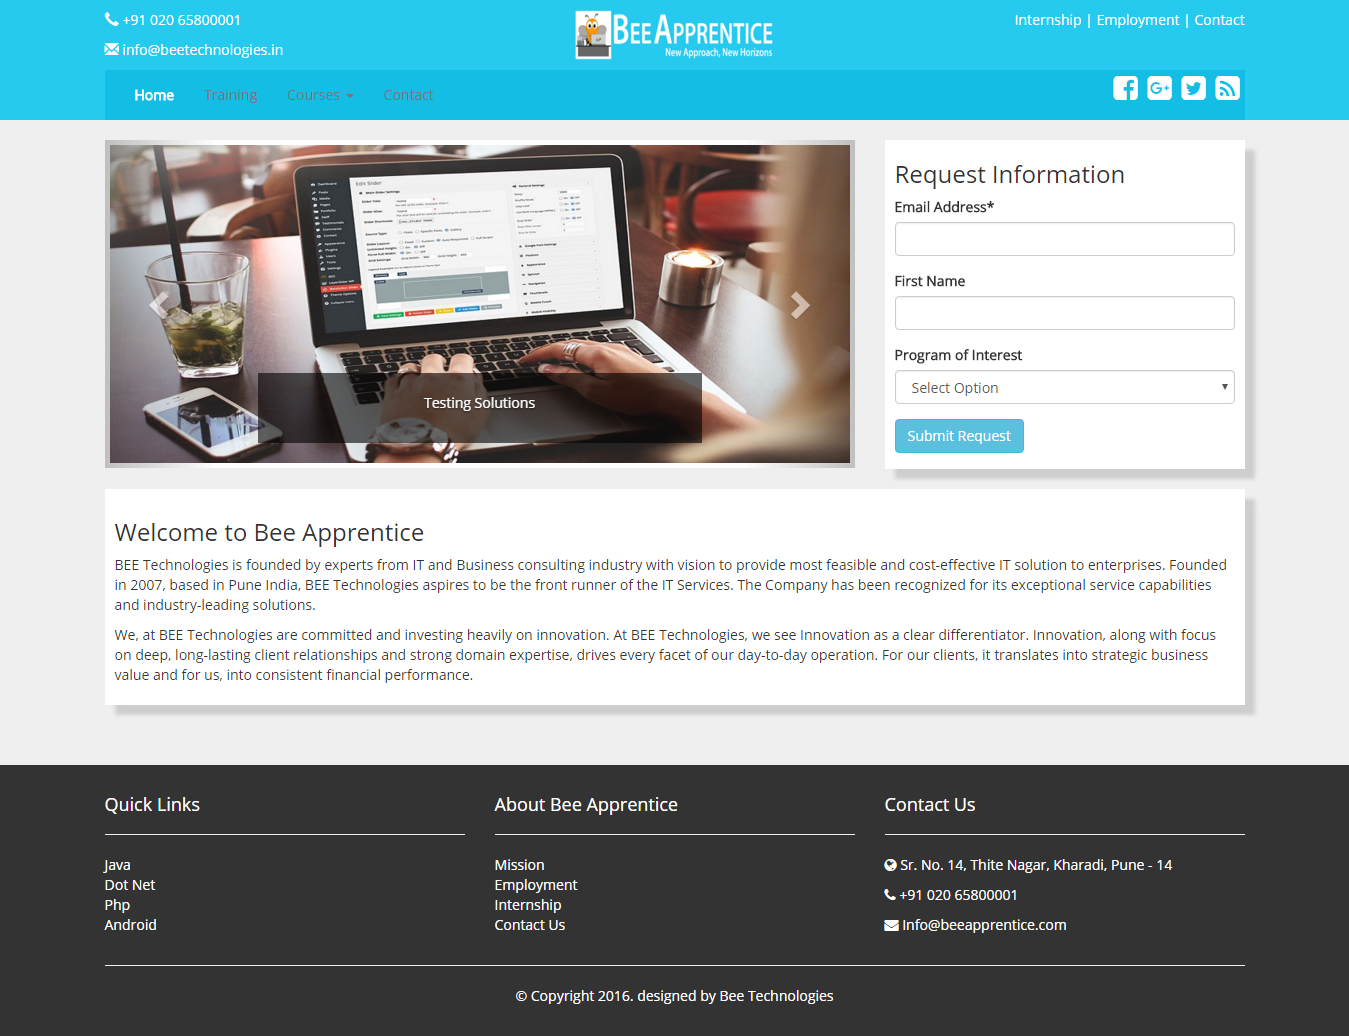 +91 020 65800001
info@beetechnologies.in
BEE APPRENTICE
New Approach, New Horizons
Internship | Employment | Contact
Home Training Courses Contact
Edit Slider
Testing Solutions
Request Information
Email Address*
First Name
Program of Interest
Select Option
Submit Request
Welcome to Bee Apprentice
BEE Technologies is founded by experts from IT and Business consulting industry with vision to provide most feasible and cost-effective IT solution to enterprises. Founded
in 2007, based in Pune India, BEE Technologies aspires to be the front runner of the IT Services. The Company has been recognized for its exceptional service capabilities
and industry-leading solutions.
We, at BEE Technologies are committed and investing heavily on innovation. At BEE Technologies, we see Innovation as a clear differentiator. Innovation, along with focus
on deep, long-lasting client relationships and strong domain expertise, drives every facet of our day-to-day operation. For our clients, it translates into strategic business
value and for us, into consistent financial performance.
Quick Links
Java
Dot Net
Php
Android
About Bee Apprentice
Mission
Employment
Internship
Contact Us
Contact Us
Sr. No. 14, Thite Nagar, Kharadi, Pune - 14
+91 020 65800001
Info@beeapprentice.com
© Copyright 2016. designed by Bee Technologies